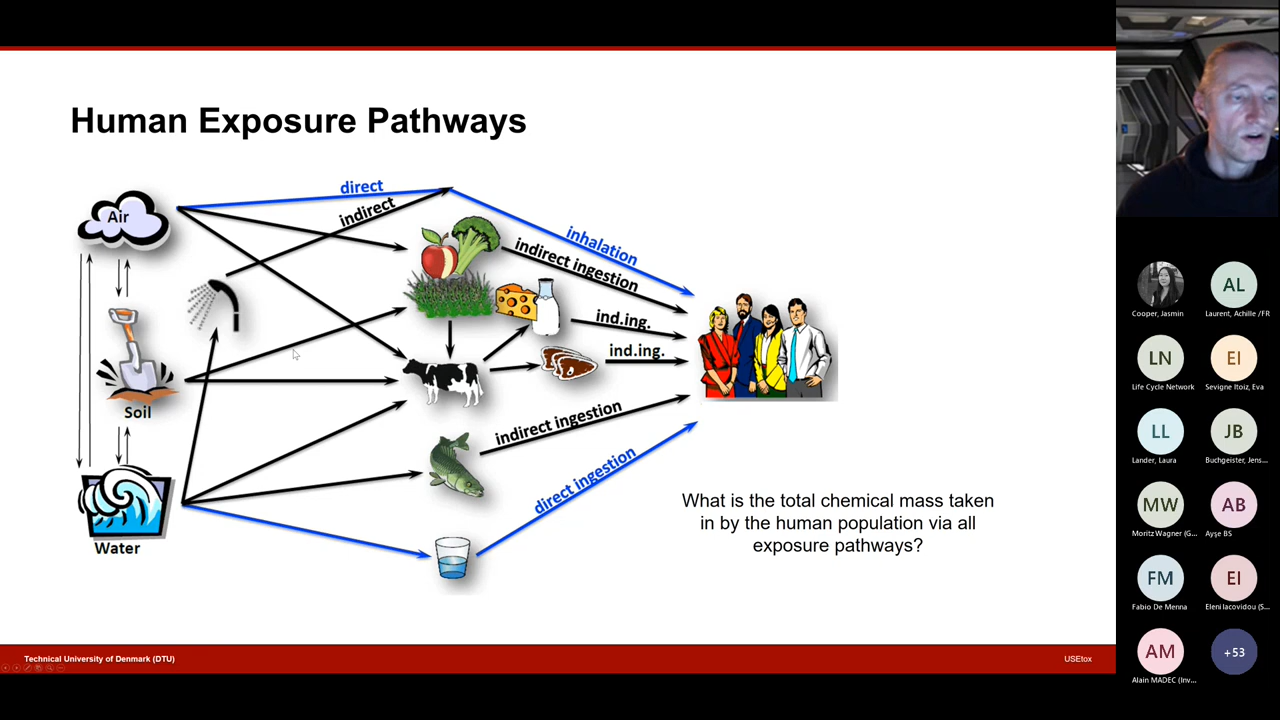 Human Exposure Pathways
direct
Air
indirect
inhalation
indirect ingestion
ind.ing.
ind.ing.
Soil
indirect ingestion
direct ingestion
Water
What is the total chemical mass taken
in by the human population via all
exposure pathways?
Technical University of Denmark (DTU)
USEtox
Cooper, Jasmin
AL
Laurent, Achille /FR
LN
Life Cycle Network
EI
Sevigne Itoiz, Eva
LL
Lander, Laura
JB
Buchgeister, Jens...
MW
Moritz Wagner (G...
AB
Ayşe BS
FM
Fabio De Menna
EI
Eleni Iacovidou (S...
AM
Alain MADEC (Inv...
+53